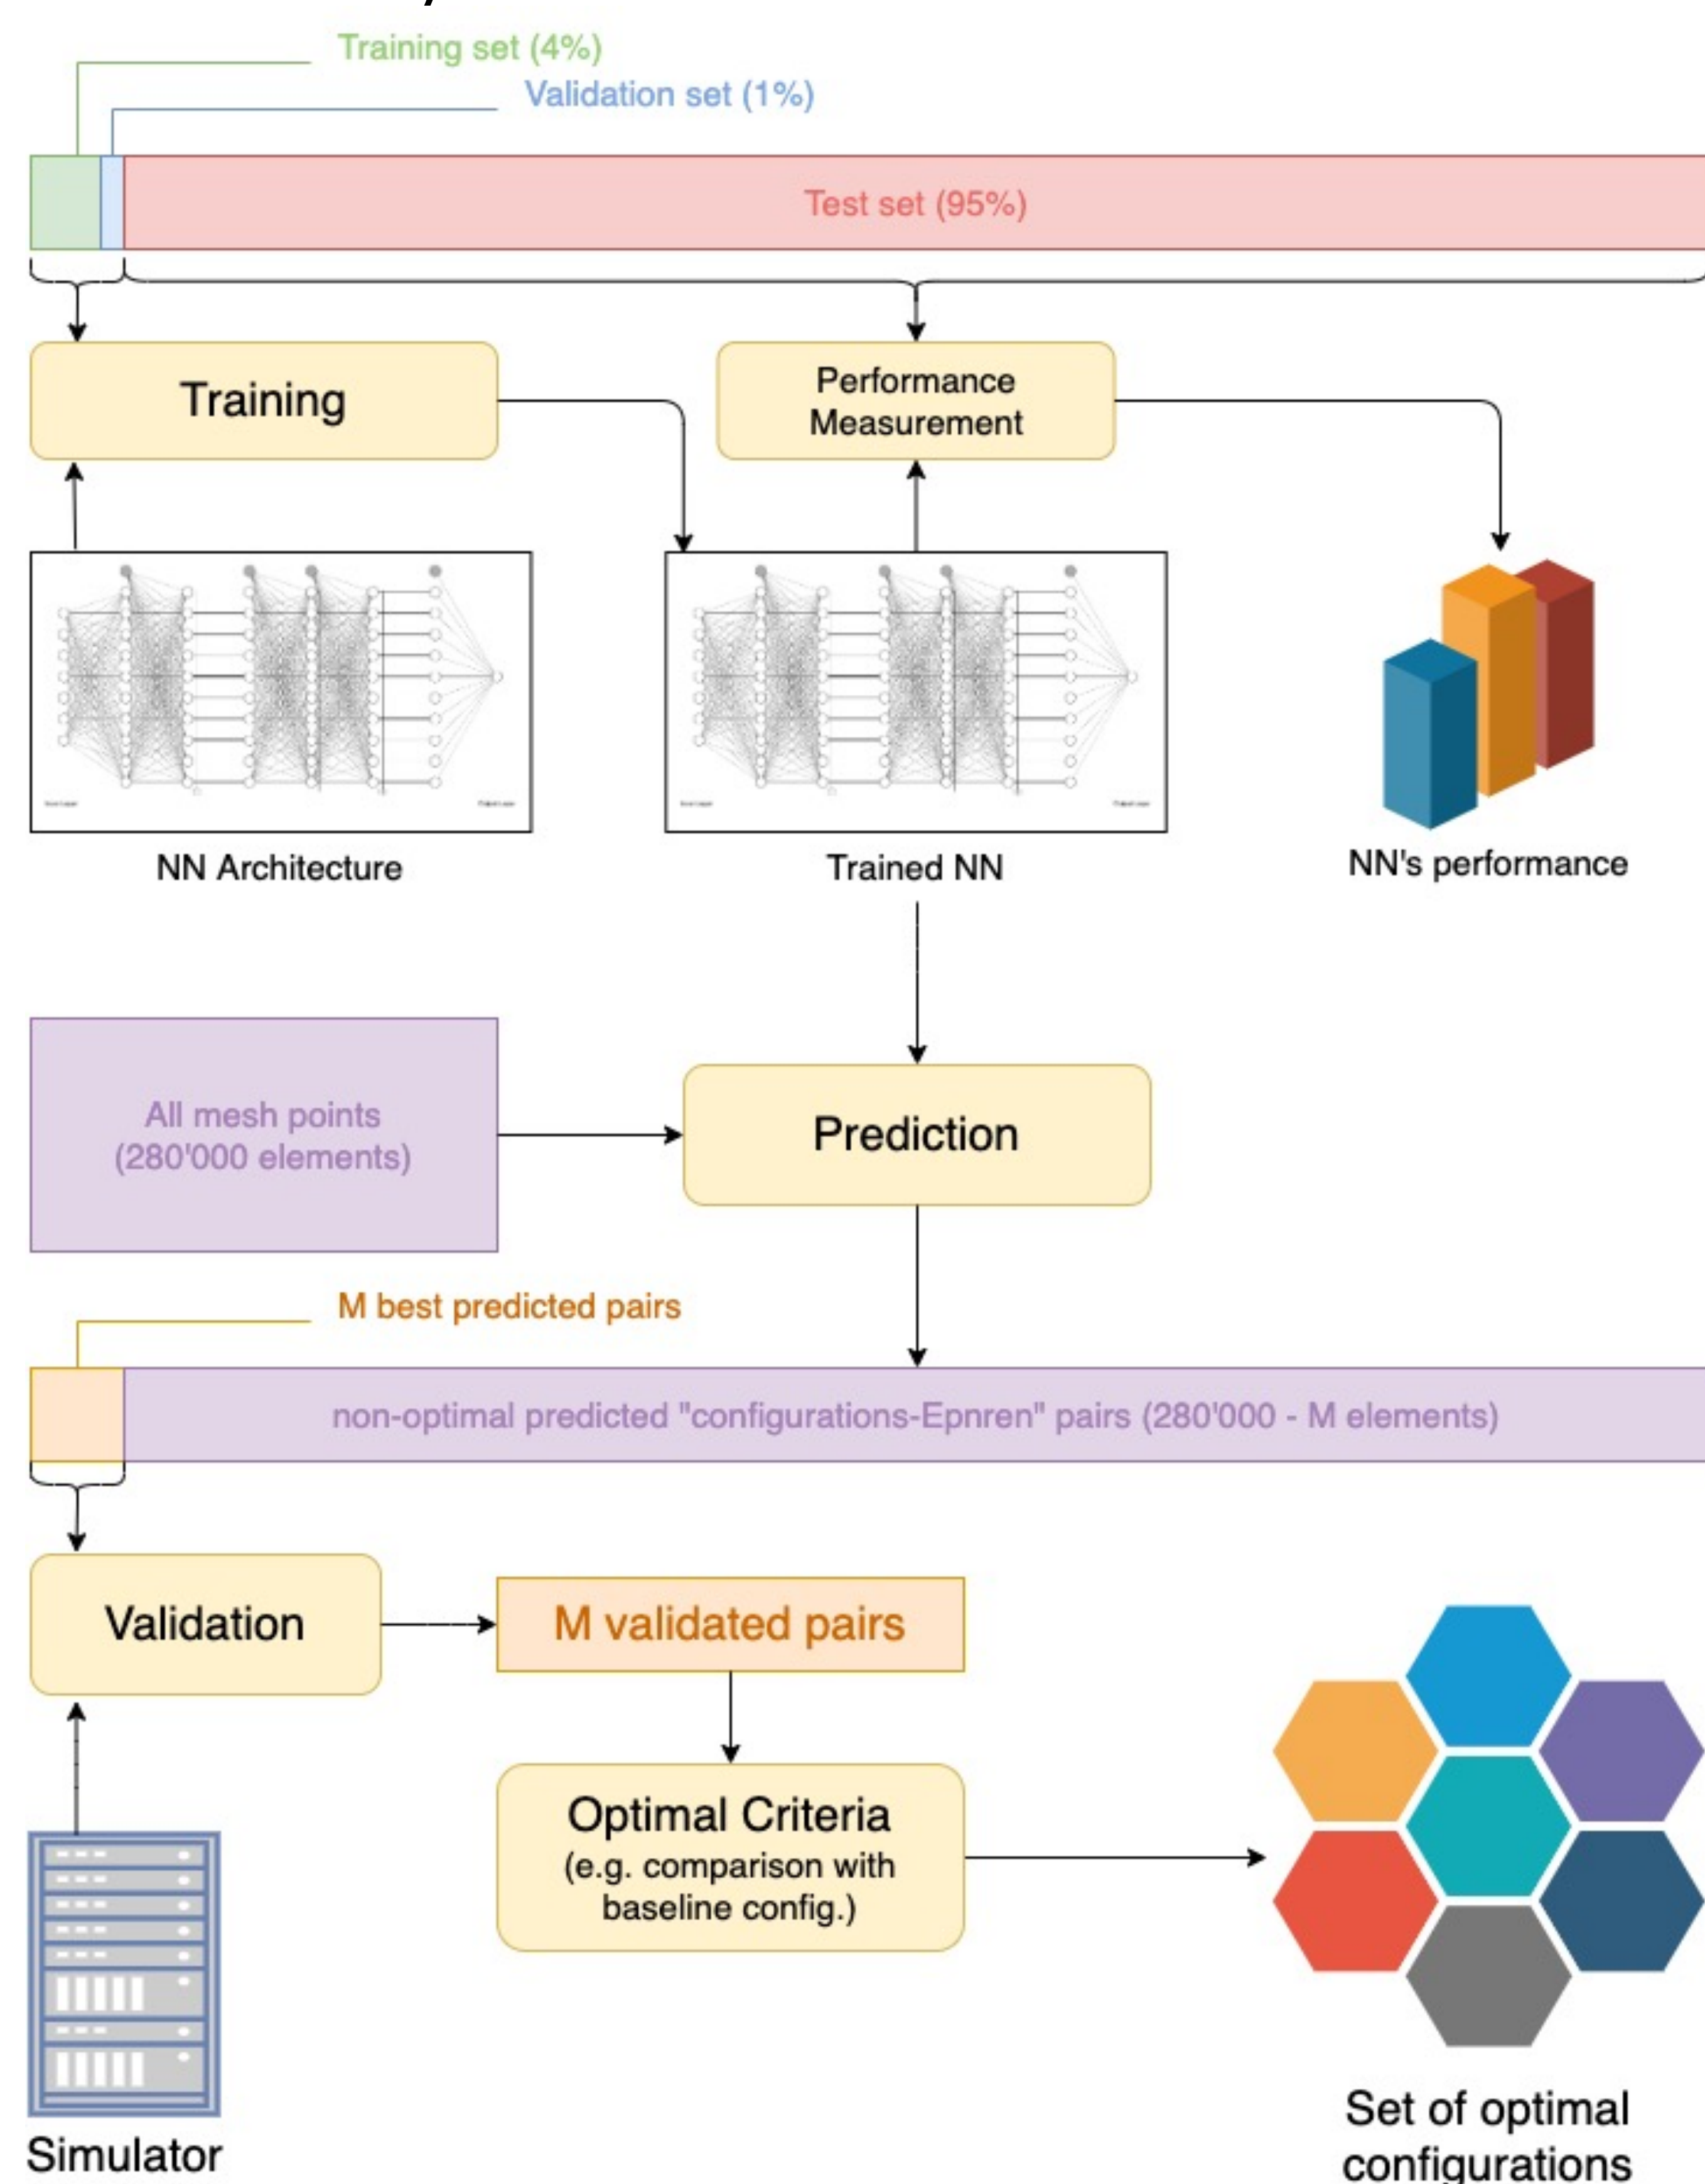 Training set (4%)
Validation set (1%)
Test set (95%)
Training
Performance
Measurement
NN Architecture
Trained NN
NN's performance
All mesh points
(280'000 elements)
Prediction
M best predicted pairs
non-optimal predicted "configurations-Epnren" pairs (280'000 - M elements)
Validation
M validated pairs
Optimal Criteria
(e.g. comparison with
baseline config.)
Simulator
Set of optimal
configurations